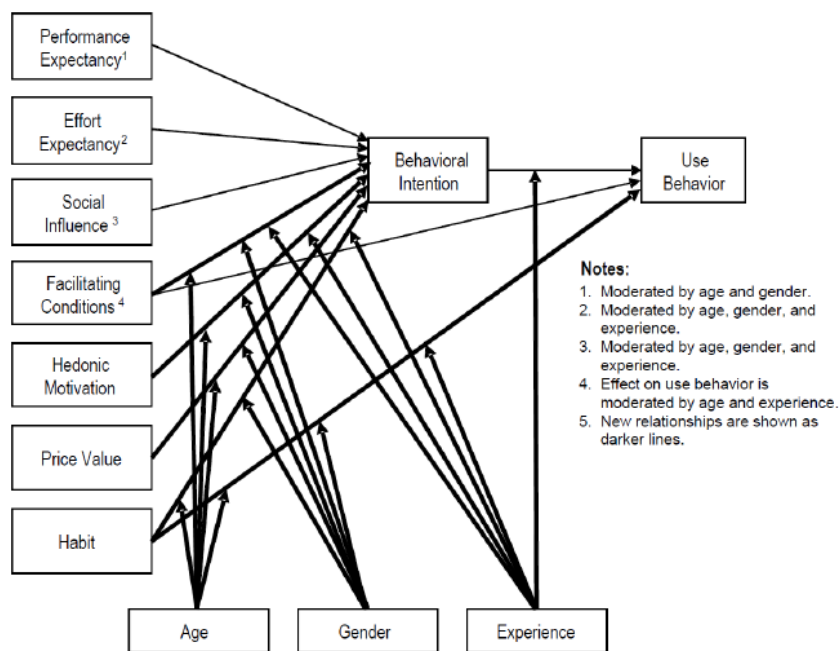 Performance
Expectancy¹
Effort
Expectancy²
Social
Influence ³
Facilitating
Conditions ⁴
Hedonic
Motivation
Price Value
Habit
Behavioral
Intention
Use
Behavior
Notes:
1. Moderated by age and gender.
2. Moderated by age, gender, and
experience.
3. Moderated by age, gender, and
experience.
4. Effect on use behavior is
moderated by age and experience.
5. New relationships are shown as
darker lines.
Age
Gender
Experience